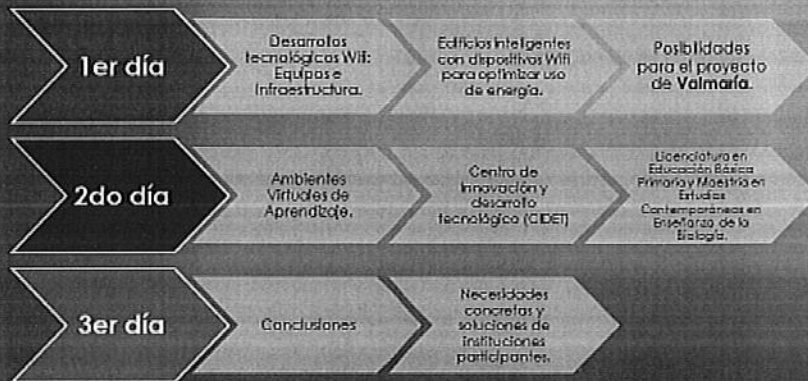 1er día
Desarrollos
tecnológicos Wifi:
Equipos e
Infraestructura.
Edificios Inteligentes
con dispositivos Wifi
para optimizar uso
de energía.
Posibilidades
para el proyecto
de Valmaría.
2do día
Ambientes
Virtuales de
Aprendizaje.
Centro de
Innovación y
desarrollo
tecnológico (CIDET)
Licenciatura en
Educación Básica
Primaria y Maestría en
Estudios
Contemporáneos en
Enseñanza de la
Biología.
3er día
Conclusiones
Necesidades
concretas y
soluciones de
instituciones
participantes.